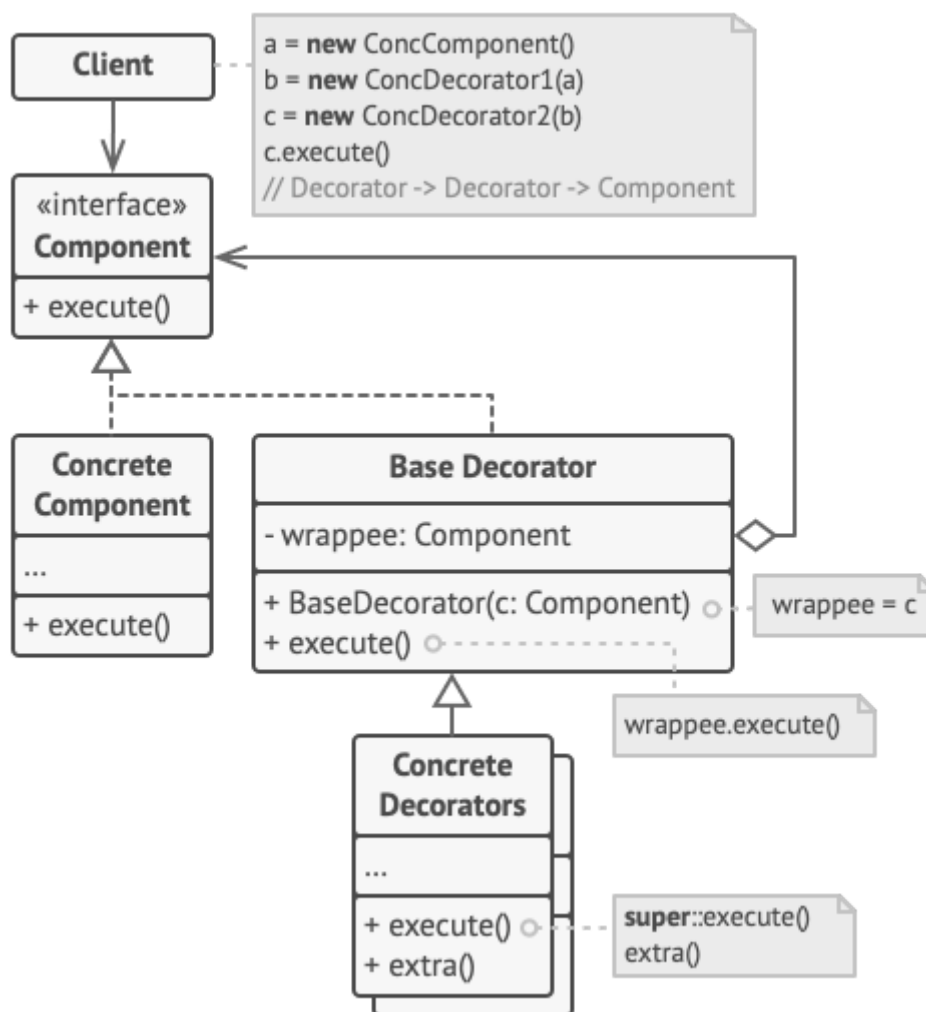 Client
a = new ConcComponent()
b = new ConcDecorator1(a)
c = new ConcDecorator2(b)
c.execute()
// Decorator -> Decorator -> Component
«interface»
Component
+ execute()
Concrete
Component
...
+ execute()
Base Decorator
- wrappee: Component
+ BaseDecorator(c: Component)
+ execute()
wrappee = c
wrappee.execute()
Concrete
Decorators
...
+ execute()
+ extra()
super::execute()
extra()